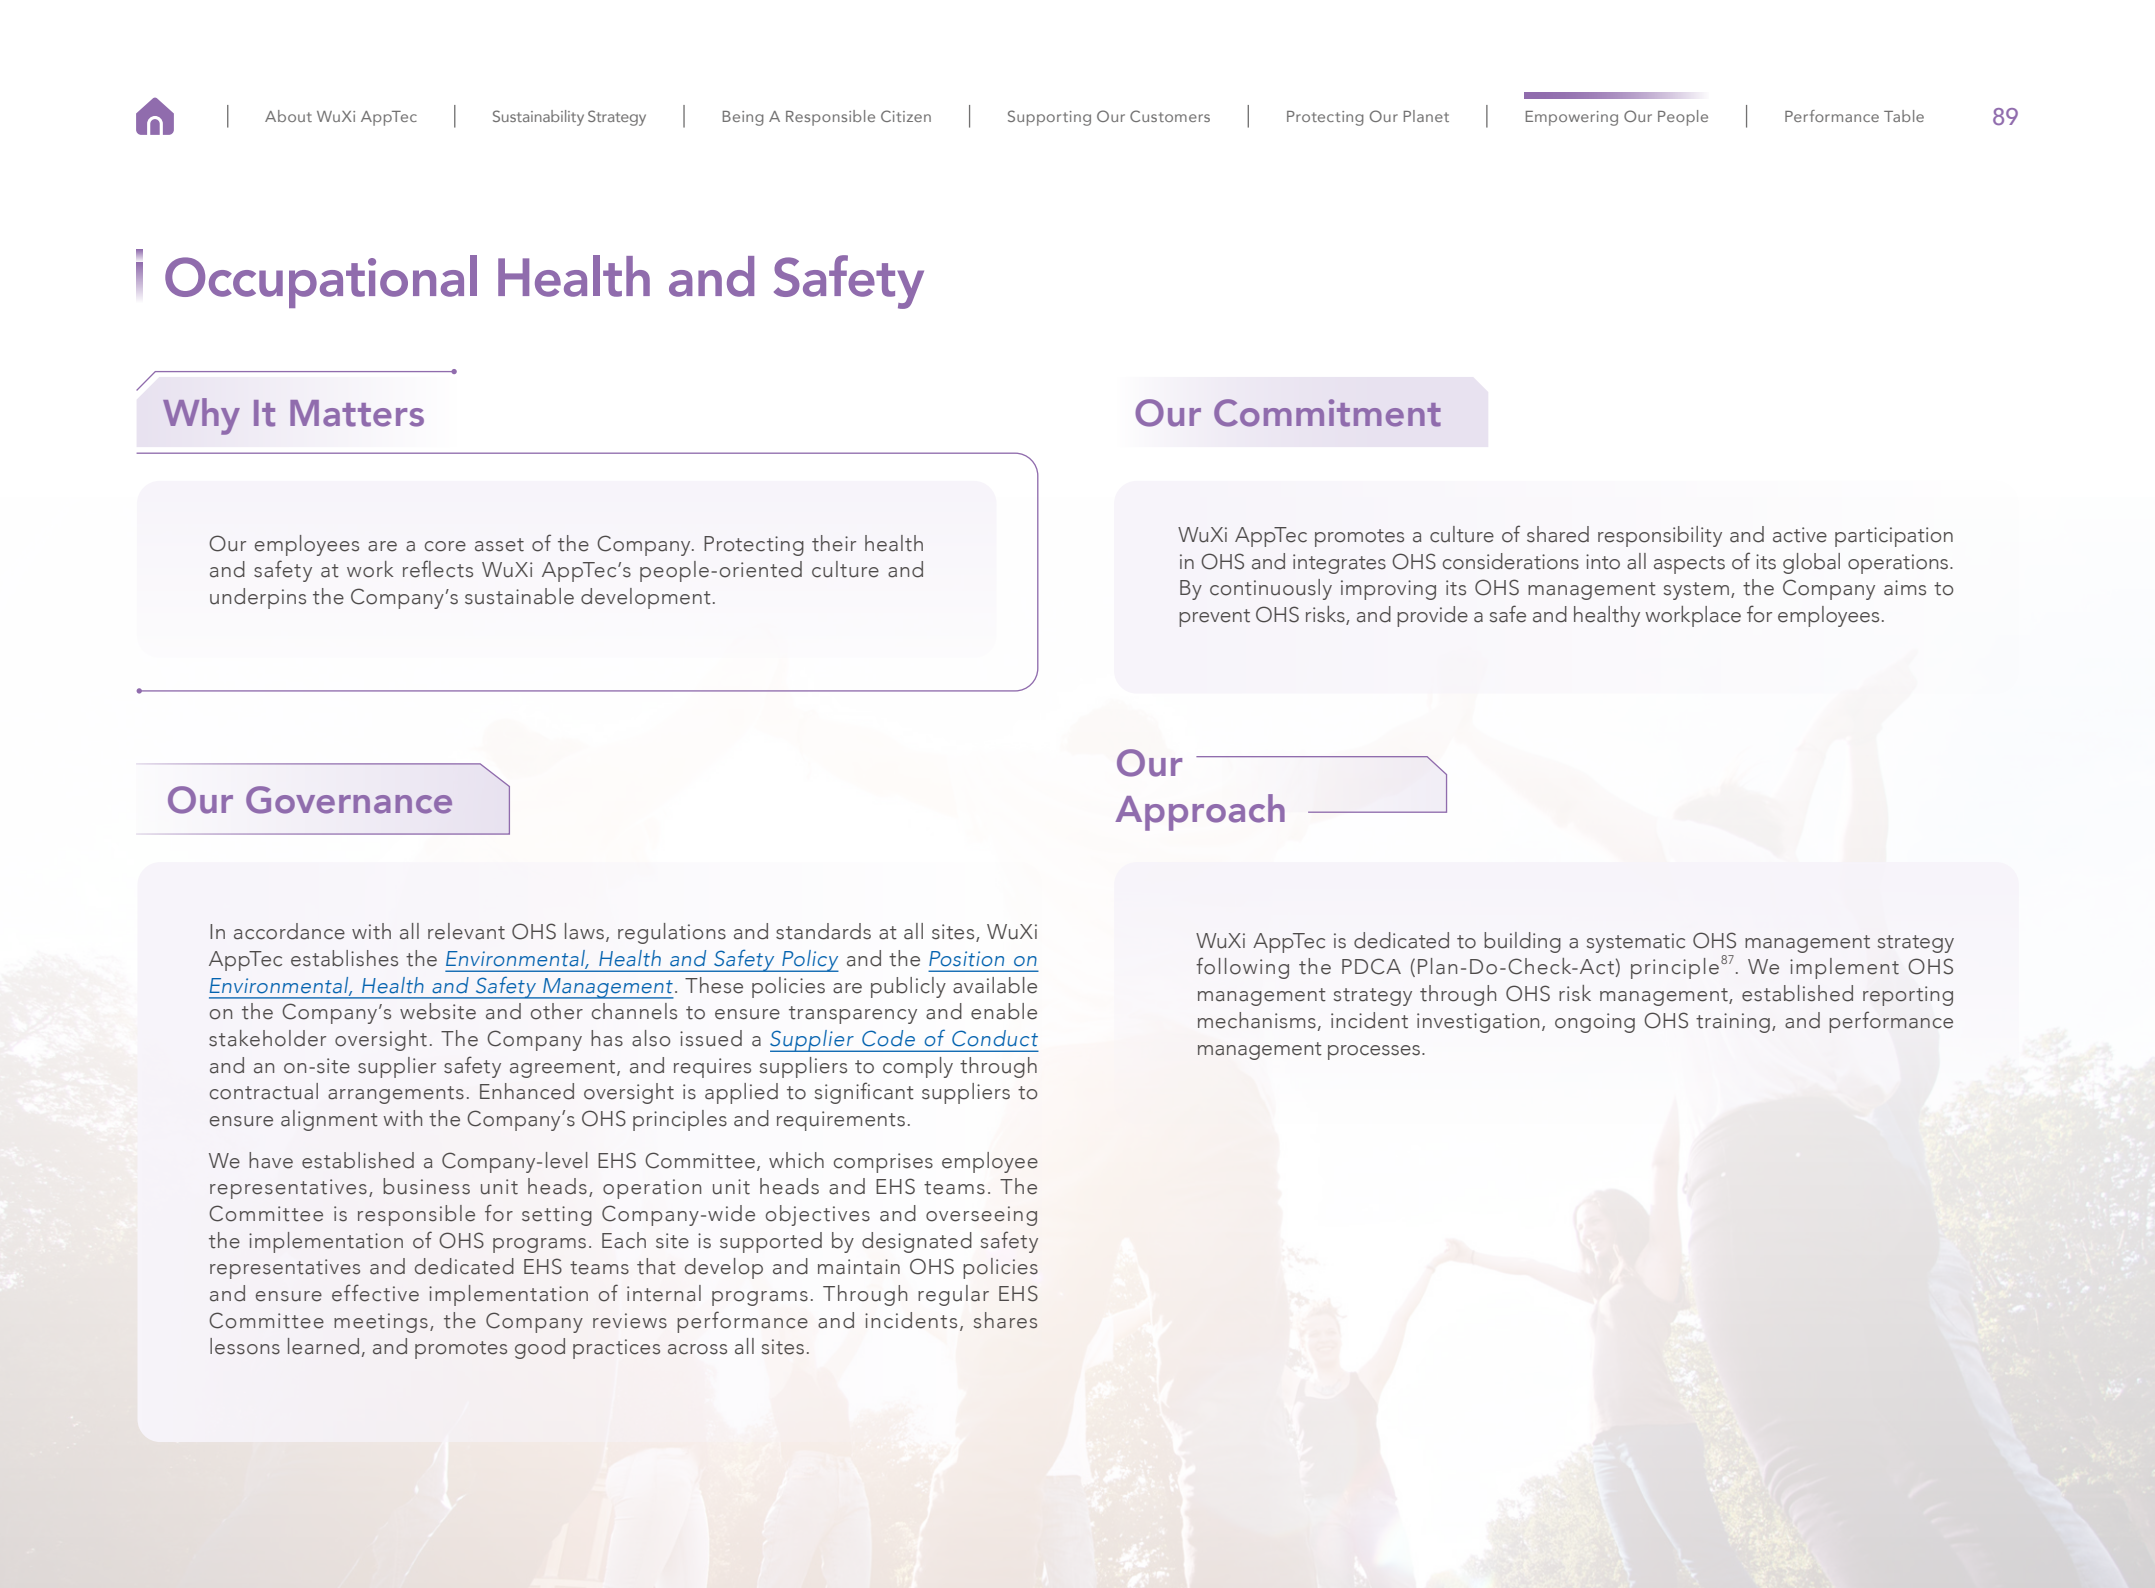 About WuXi AppTec
Sustainability Strategy
Being A Responsible Citizen
Supporting Our Customers
Protecting Our Planet
Empowering Our People
Performance Table
89
Occupational Health and Safety
Why It Matters
Our employees are a core asset of the Company. Protecting their health
and safety at work reflects WuXi AppTec’s people-oriented culture and
underpins the Company’s sustainable development.
Our Commitment
WuXi AppTec promotes a culture of shared responsibility and active participation
in OHS and integrates OHS considerations into all aspects of its global operations.
By continuously improving its OHS management system, the Company aims to
prevent OHS risks, and provide a safe and healthy workplace for employees.
Our Governance
In accordance with all relevant OHS laws, regulations and standards at all sites, WuXi
AppTec establishes the Environmental, Health and Safety Policy and the Position on
Environmental, Health and Safety Management. These policies are publicly available
on the Company’s website and other channels to ensure transparency and enable
stakeholder oversight. The Company has also issued a Supplier Code of Conduct
and an on-site supplier safety agreement, and requires suppliers to comply through
contractual arrangements. Enhanced oversight is applied to significant suppliers to
ensure alignment with the Company’s OHS principles and requirements.
We have established a Company-level EHS Committee, which comprises employee
representatives, business unit heads, operation unit heads and EHS teams. The
Committee is responsible for setting Company-wide objectives and overseeing
the implementation of OHS programs. Each site is supported by designated safety
representatives and dedicated EHS teams that develop and maintain OHS policies
and ensure effective implementation of internal programs. Through regular EHS
Committee meetings, the Company reviews performance and incidents, shares
lessons learned, and promotes good practices across all sites.
Our
Approach
WuXi AppTec is dedicated to building a systematic OHS management strategy
following the PDCA (Plan-Do-Check-Act) principle87. We implement OHS
management strategy through OHS risk management, established reporting
mechanisms, incident investigation, ongoing OHS training, and performance
management processes.